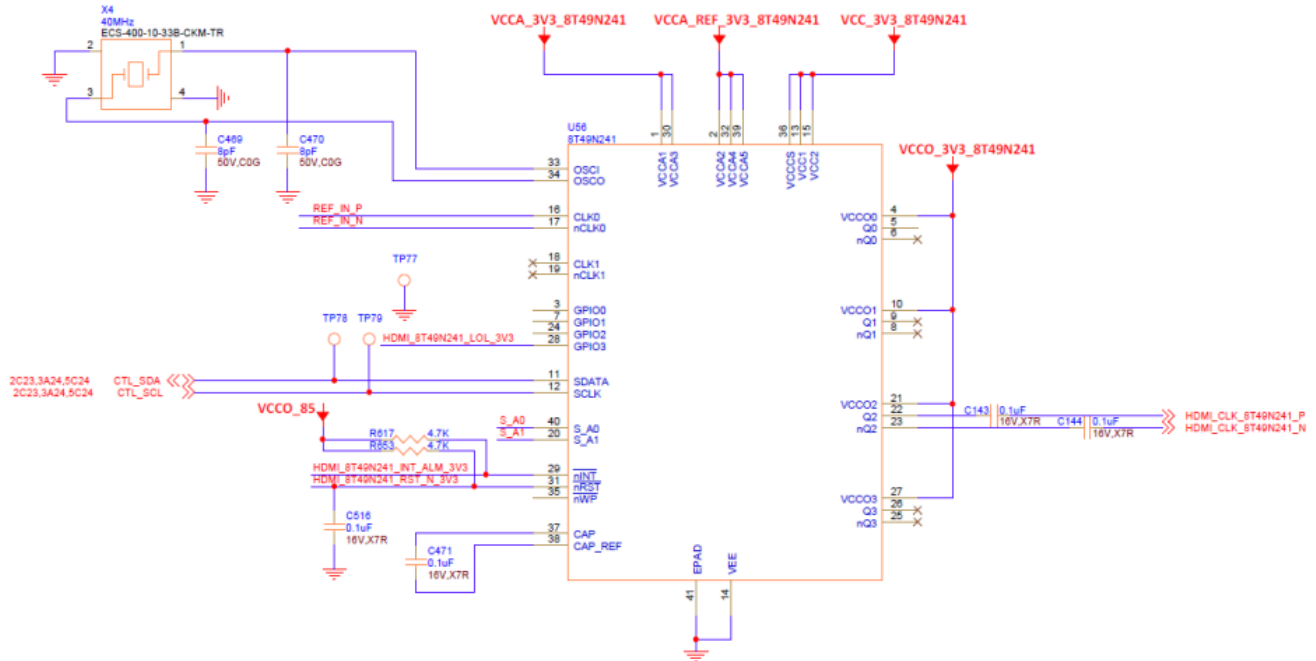 X4
40MHz
ECS-400-10-33B-CKM-TR
2
1
3
4
C469
8pF
50V,C0G
C470
8pF
50V,C0G
VCCA_3V3_8T49N241
VCCA_REF_3V3_8T49N241
VCC_3V3_8T49N241
VCCO_3V3_8T49N241
U56
8T49N241
1
30
2
32
39
36
13
15
VCCA1
VCCA3
VCCA2
VCCA4
VCCA5
VCCCS
VCC1
VCC2
33
OSCI
34
OSCO
REF_IN_P
16
CLK0
REF_IN_N
17
nCLK0
18
CLK1
19
nCLK1
TP77
3
GPIO0
7
GPIO1
24
GPIO2
HDMI_8T49N241_LOL_3V3
28
GPIO3
TP78
TP79
2C23,3A24,5C24
CTL_SDA
11
SDATA
2C23,3A24,5C24
CTL_SCL
12
SCLK
VCCO_85
R617
4.7K
R653
4.7K
S_A0
40
S_A0
S_A1
20
S_A1
HDMI_8T49N241_INT_ALM_3V3
29
nINT
HDMI_8T49N241_RST_N_3V3
31
nRST
35
nWP
C516
0.1uF
16V,X7R
C471
0.1uF
16V,X7R
37
CAP
38
CAP_REF
EPAD
VEE
41
14
VCCO0
4
Q0
5
nQ0
6
VCCO1
10
Q1
9
nQ1
8
VCCO2
21
Q2
22
nQ2
23
C143
0.1uF
16V,X7R
C144
0.1uF
16V,X7R
HDMI_CLK_8T49N241_P
HDMI_CLK_8T49N241_N
VCCO3
27
Q3
26
nQ3
25